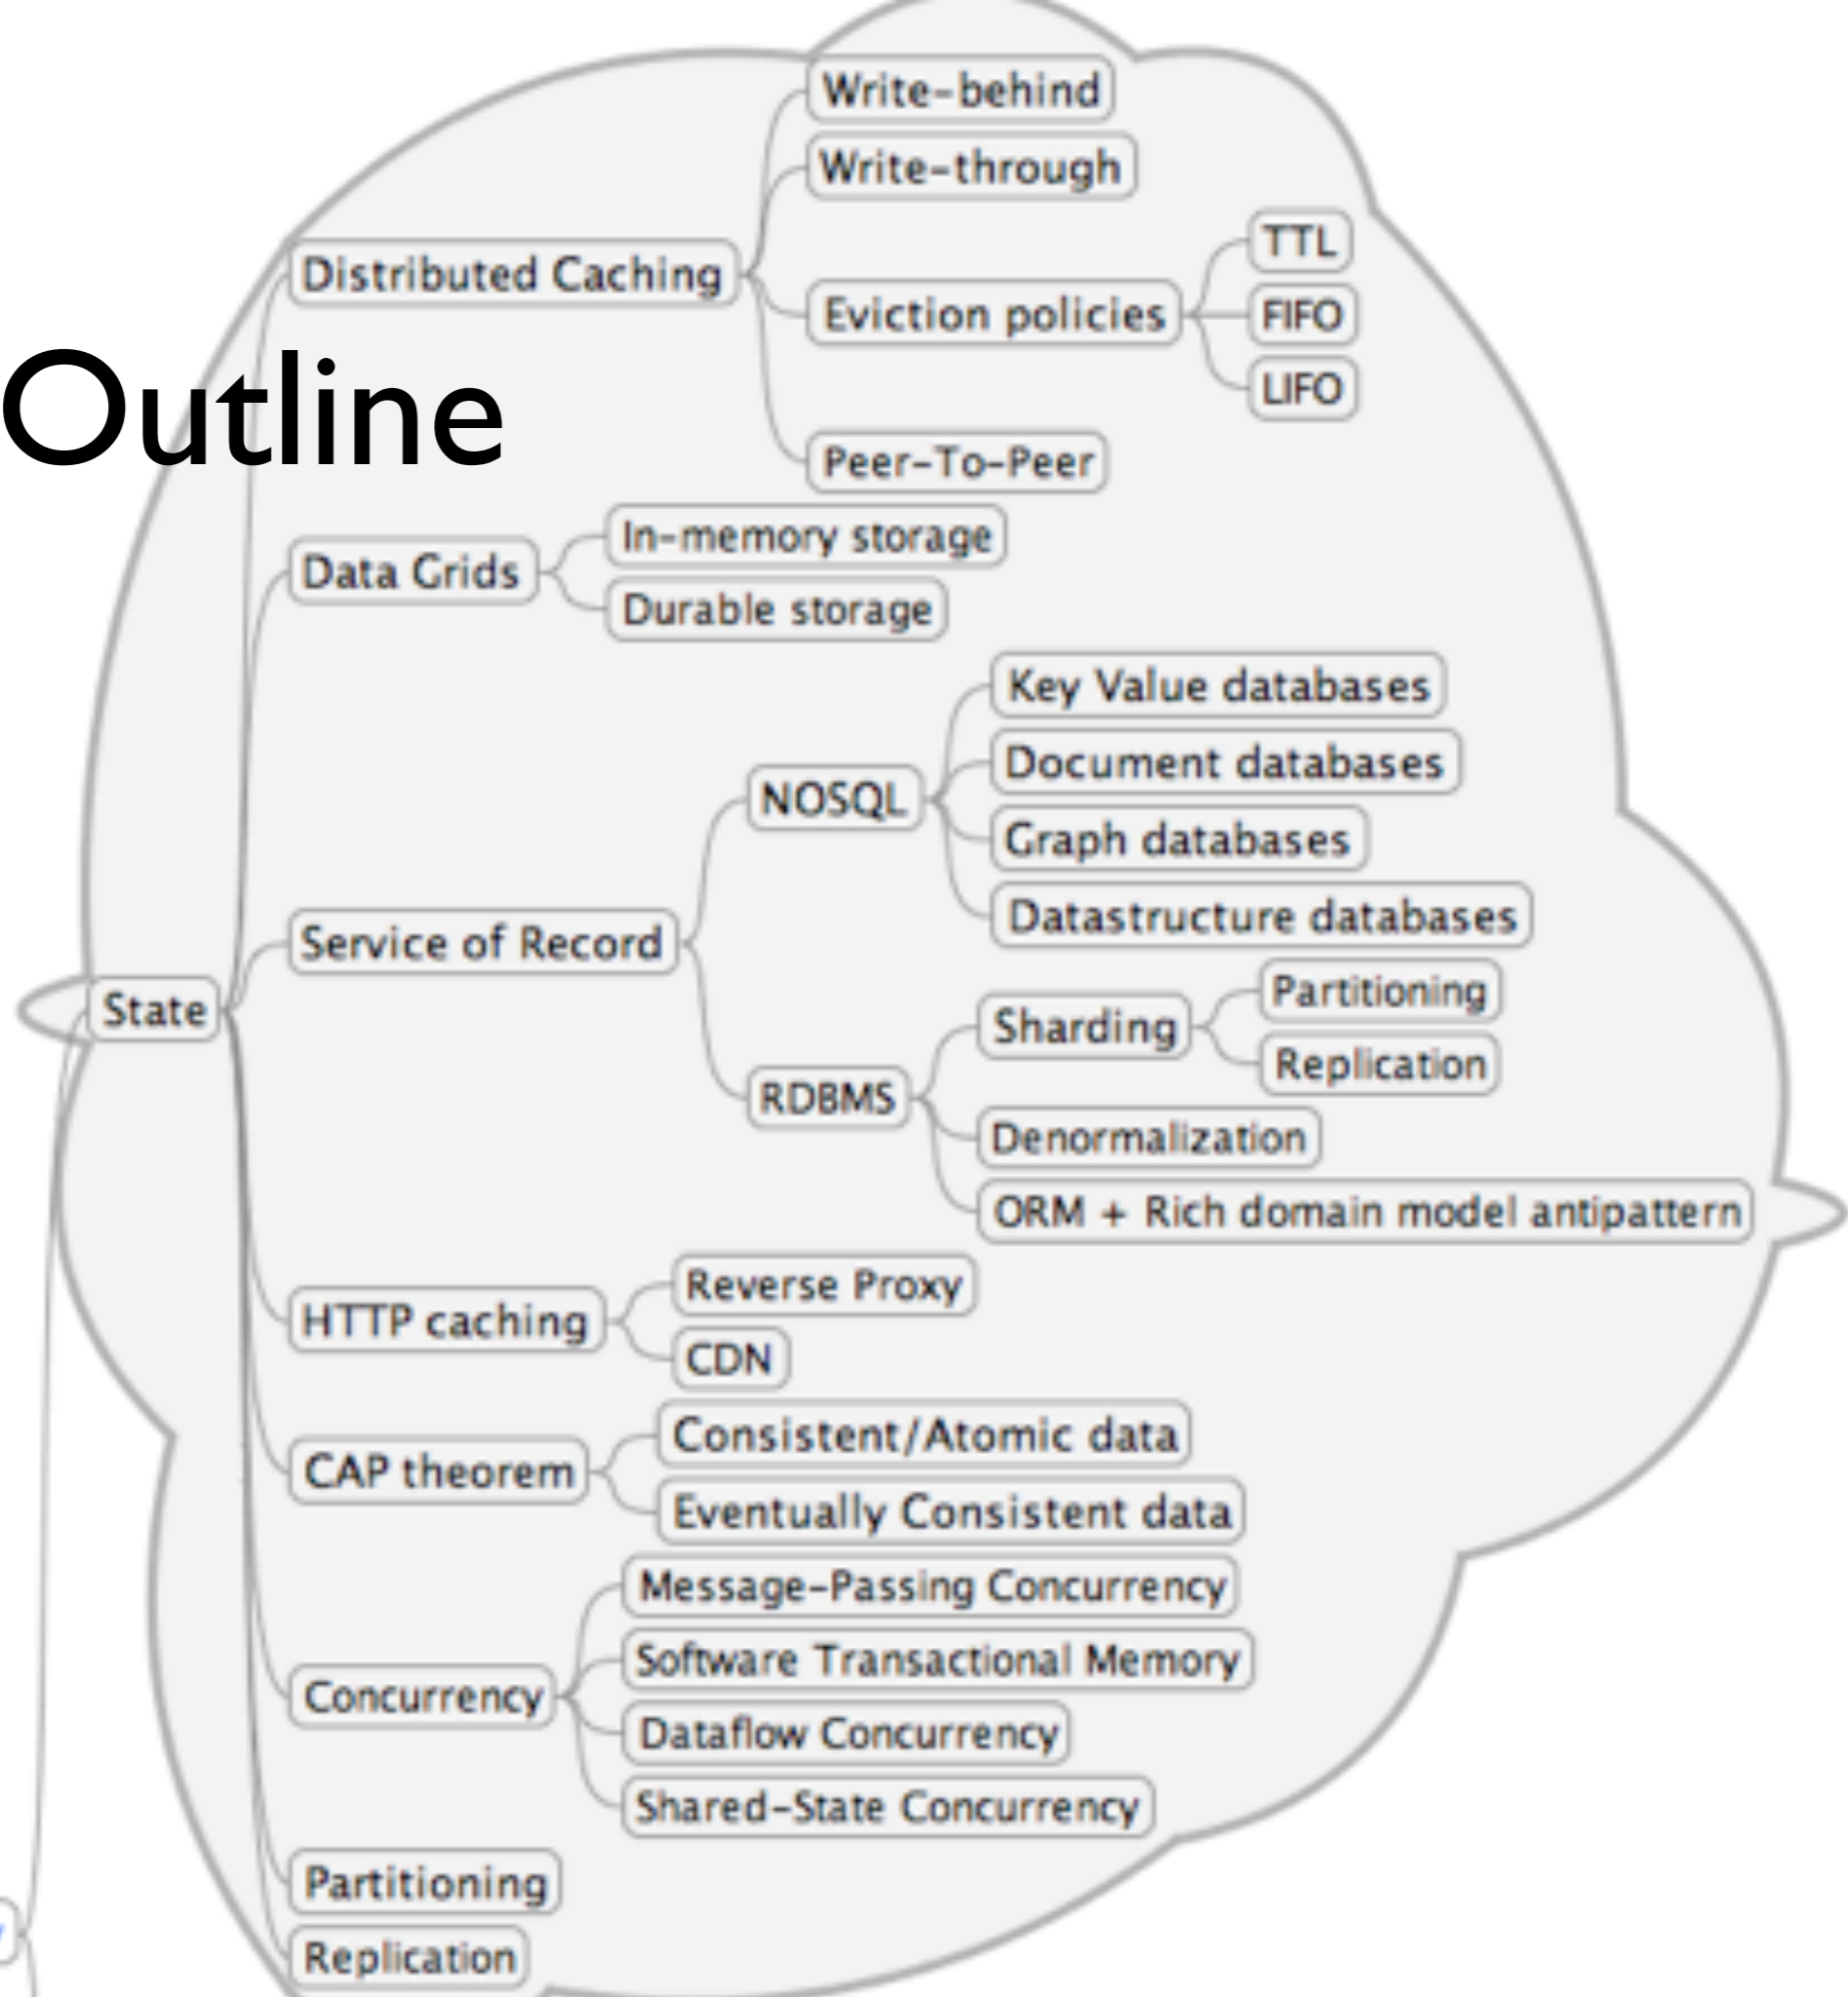 Outline
State
Distributed Caching
Write-behind
Write-through
Eviction policies
TTL
FIFO
LIFO
Peer-To-Peer
Data Grids
In-memory storage
Durable storage
Service of Record
NOSQL
Key Value databases
Document databases
Graph databases
Datastructure databases
RDBMS
Sharding
Partitioning
Replication
Denormalization
ORM + Rich domain model antipattern
HTTP caching
Reverse Proxy
CDN
CAP theorem
Consistent/Atomic data
Eventually Consistent data
Concurrency
Message-Passing Concurrency
Software Transactional Memory
Dataflow Concurrency
Shared-State Concurrency
Partitioning
Replication